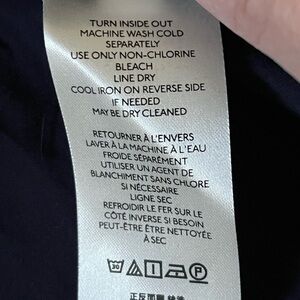 TURN INSIDE OUT
MACHINE WASH COLD
SEPARATELY
USE ONLY NON-CHLORINE
BLEACH
LINE DRY
COOL IRON ON REVERSE SIDE
IF NEEDED
MAY BE DRY CLEANED
RETOURNER À L'ENVERS
LAVER À LA MACHINE À L'EAU
FROIDE SÉPARÉMENT
UTILISER UN AGENT DE
BLANCHIMENT SANS CHLORE
SI NÉCESSAIRE
LIGNE SEC
REFROIDIR LE FER SUR LE
CÔTÉ INVERSE SI BESOIN
PEUT-ÊTRE ÊTRE NETTOYÉE
À SEC
30 P
正反面